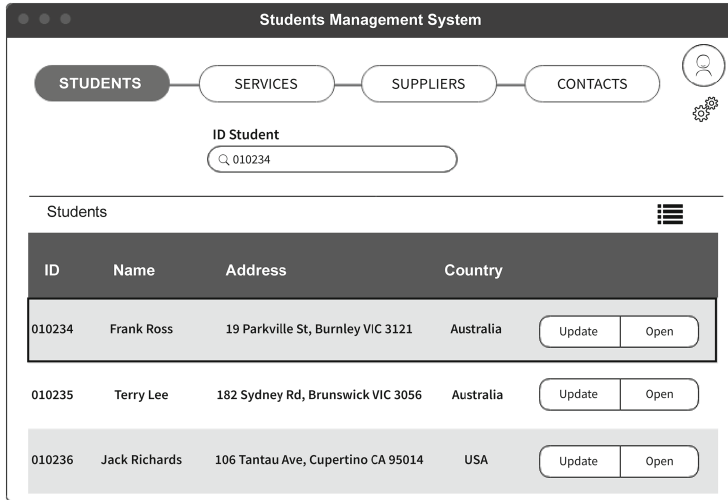 Students Management System
STUDENTS SERVICES SUPPLIERS CONTACTS
ID Student
010234
Students
ID Name Address Country
010234 Frank Ross 19 Parkville St, Burnley VIC 3121 Australia Update Open
010235 Terry Lee 182 Sydney Rd, Brunswick VIC 3056 Australia Update Open
010236 Jack Richards 106 Tantau Ave, Cupertino CA 95014 USA Update Open